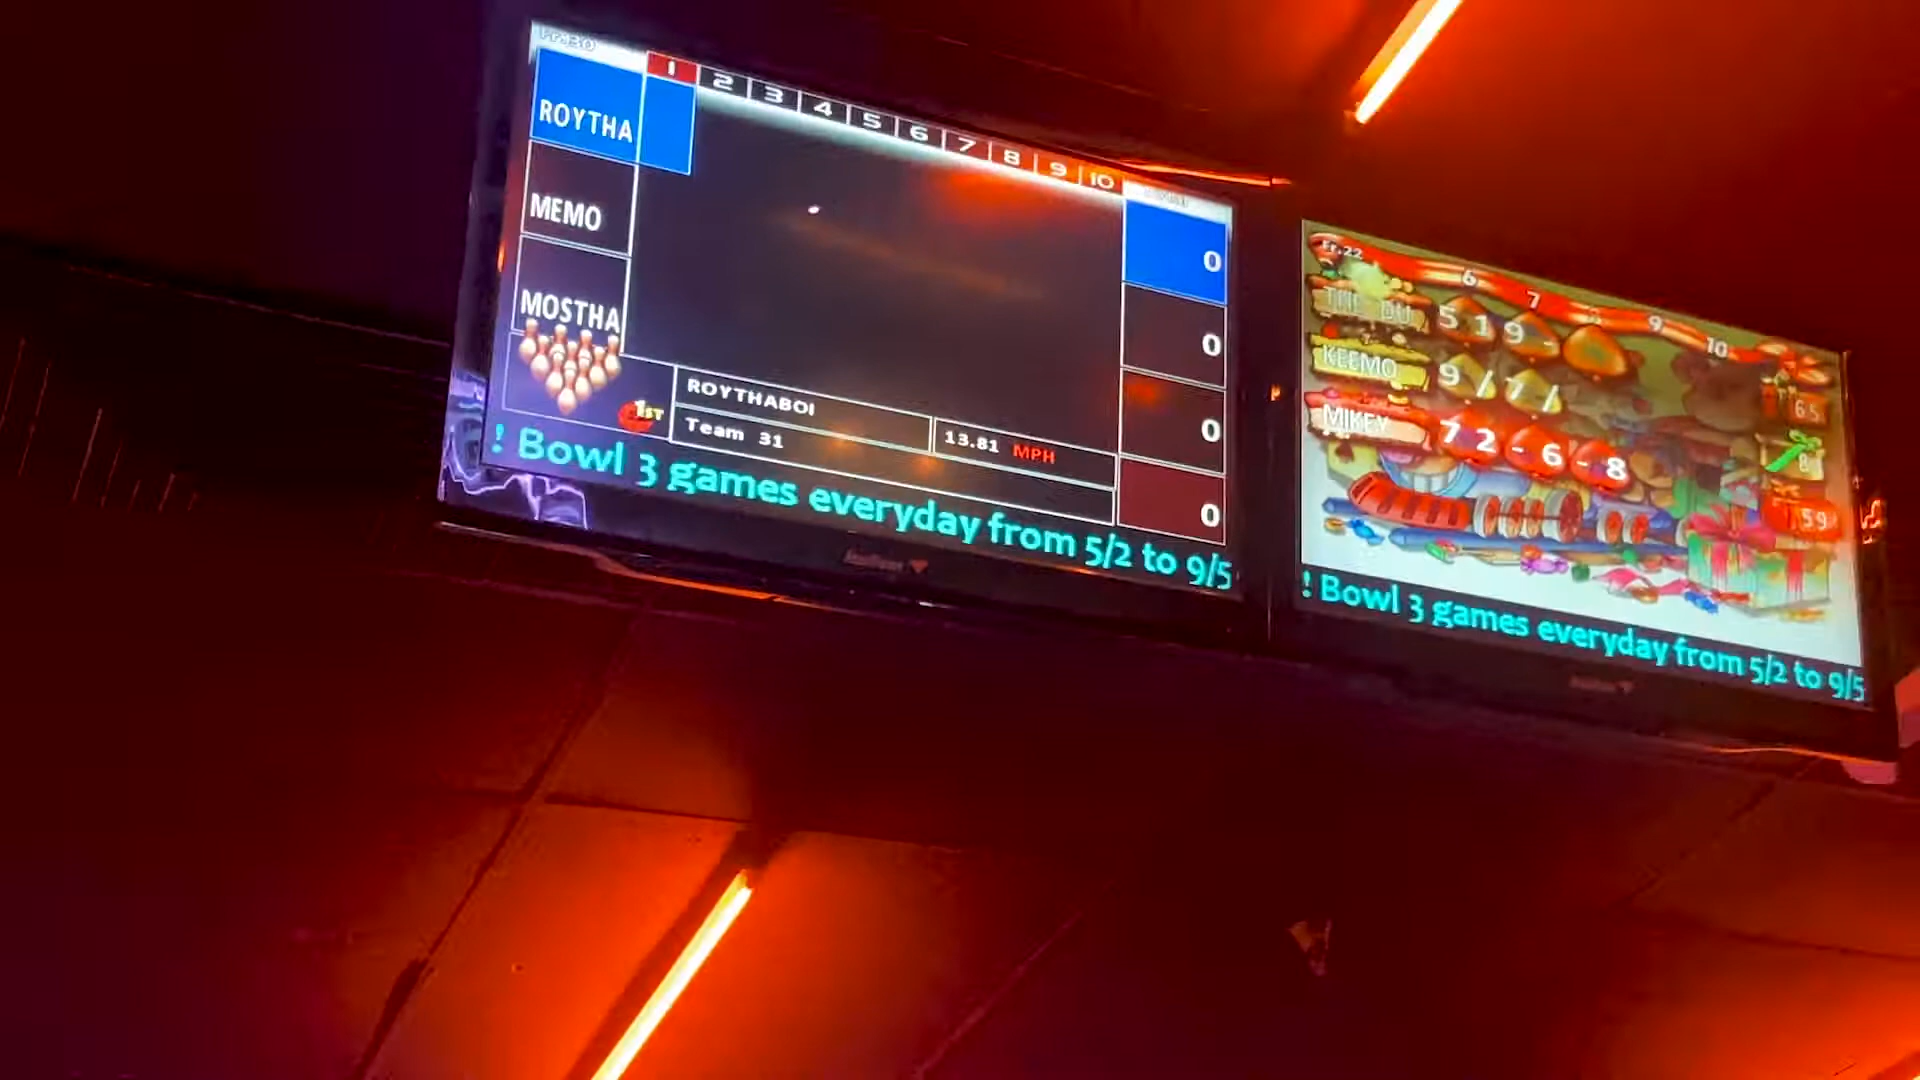 1 2 3 4 5 6 7 8 9 10
ROYTHA
0
MEMO
0
MOSTHA
0
1ST
ROYTHABOI
13.81 MPH
Team 31
0
! Bowl 3 games everyday from 5/2 to 9/5
Fr.22
6 7 8 9 10
THE DU 5 1 9 -
65
KEEMO 9 / 7 /
MIKEY 7 2 - 6 - 8
59
! Bowl 3 games everyday from 5/2 to 9/5